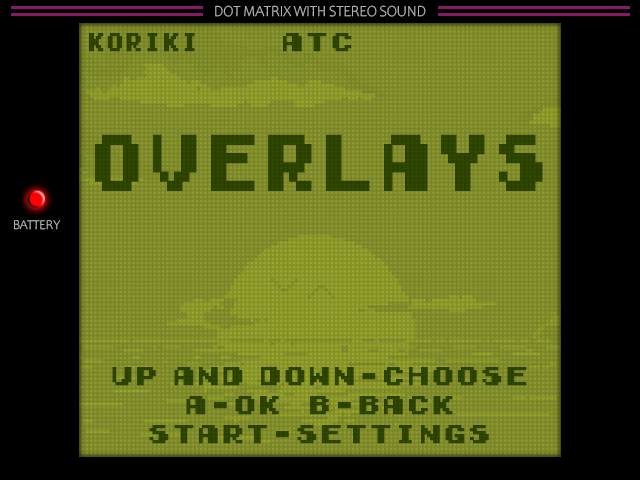 DOT MATRIX WITH STEREO SOUND
KORIKI ATC
OVERLAYS
BATTERY
UP AND DOWN-CHOOSE
A-OK B-BACK
START-SETTINGS